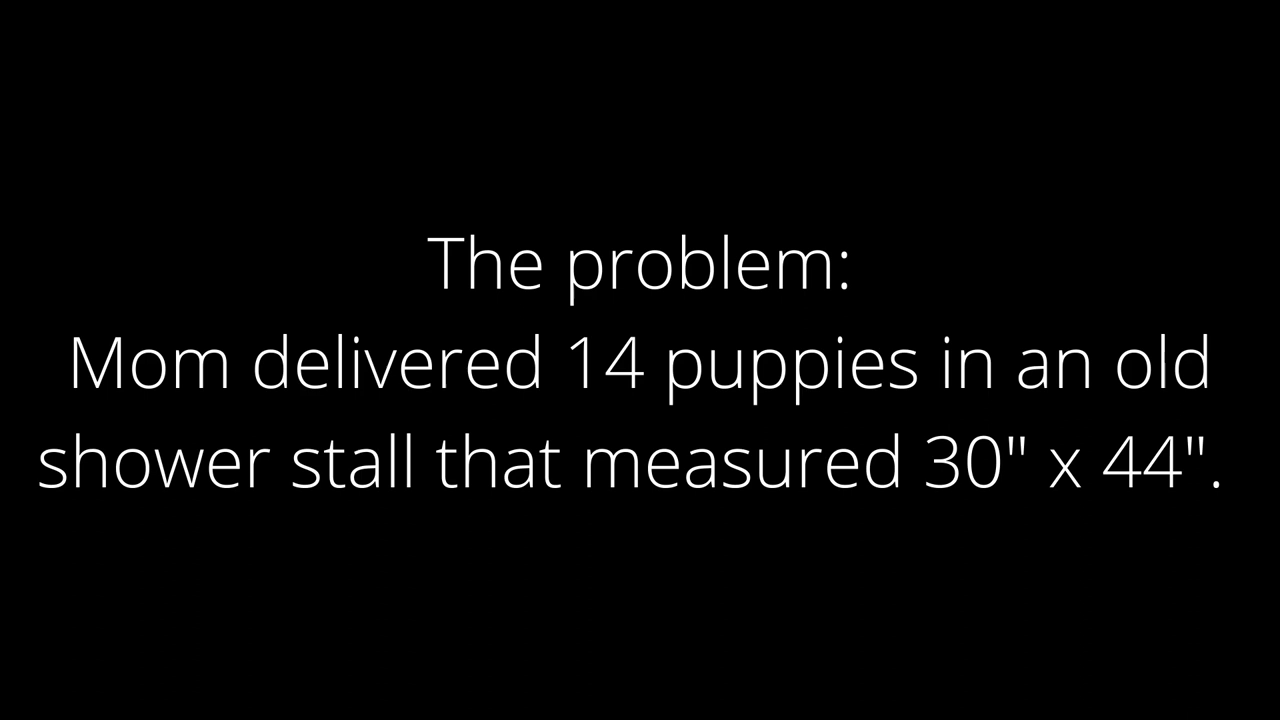 The problem:
Mom delivered 14 puppies in an old
shower stall that measured 30" x 44".